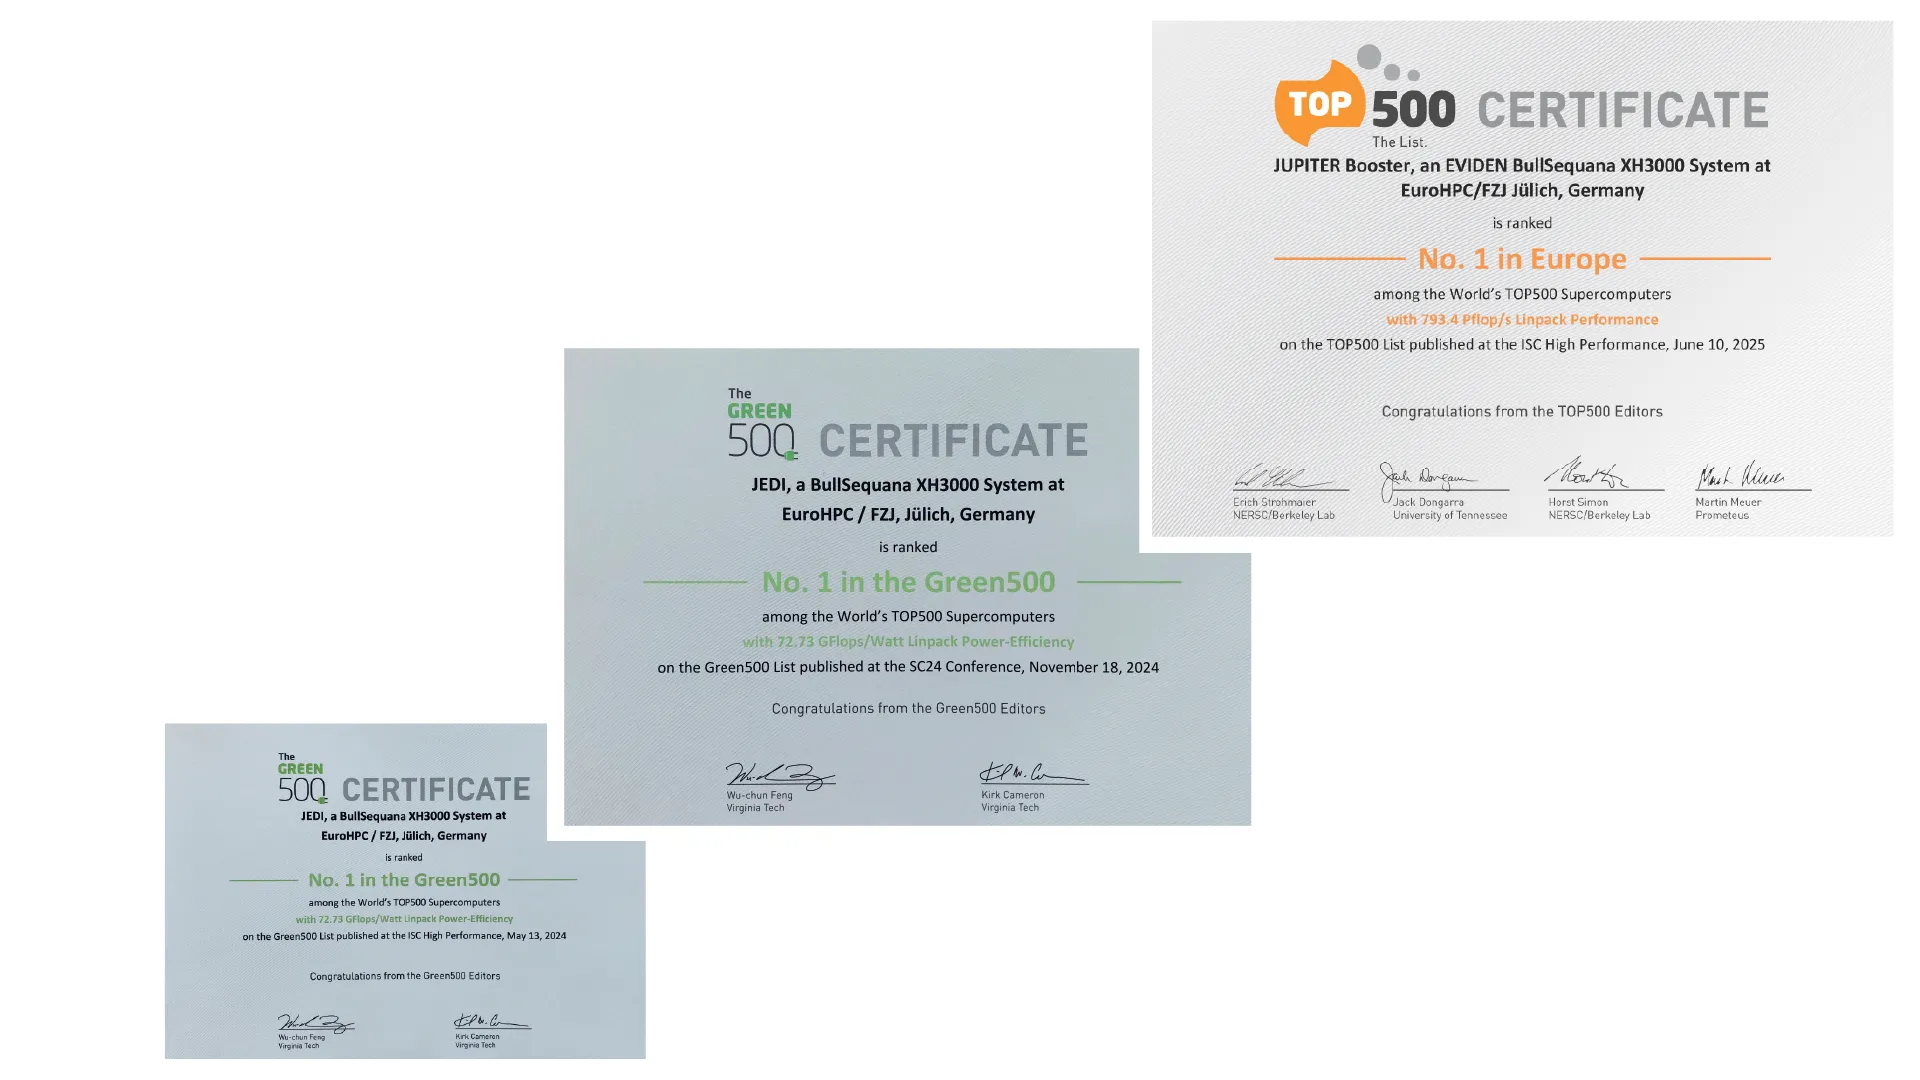 TOP 500 CERTIFICATE
The List.
JUPITER Booster, an EVIDEN BullSequana XH3000 System at
EuroHPC/FZJ Jülich, Germany
is ranked
No. 1 in Europe
among the World's TOP500 Supercomputers
with 793.4 Pflop/s Linpack Performance
on the TOP500 List published at the ISC High Performance, June 10, 2025
Congratulations from the TOP500 Editors
Erich Strohmaier
NERSC/Berkeley Lab
Jack Dongarra
University of Tennessee
Horst Simon
NERSC/Berkeley Lab
Martin Meuer
Prometeus
The
GREEN
500 CERTIFICATE
JEDI, a BullSequana XH3000 System at
EuroHPC / FZJ, Jülich, Germany
is ranked
No. 1 in the Green500
among the World's TOP500 Supercomputers
with 72.73 GFlops/Watt Linpack Power-Efficiency
on the Green500 List published at the SC24 Conference, November 18, 2024
Congratulations from the Green500 Editors
Wu-chun Feng
Virginia Tech
Kirk Cameron
Virginia Tech
The
GREEN
500 CERTIFICATE
JEDI, a BullSequana XH3000 System at
EuroHPC / FZJ, Jülich, Germany
is ranked
No. 1 in the Green500
among the World's TOP500 Supercomputers
with 72.73 GFlops/Watt Linpack Power-Efficiency
on the Green500 List published at the ISC High Performance, May 13, 2024
Congratulations from the Green500 Editors
Wu-chun Feng
Virginia Tech
Kirk Cameron
Virginia Tech